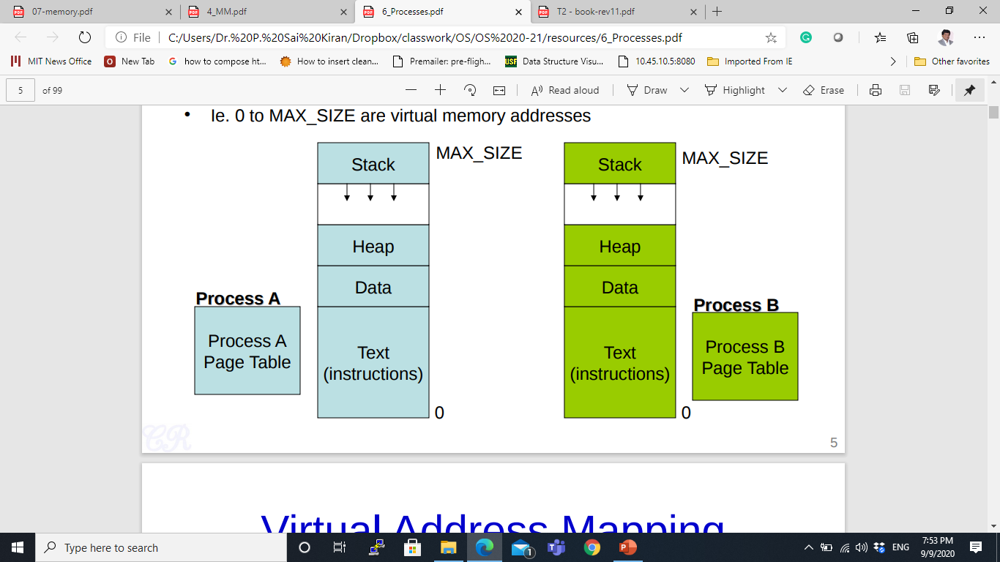 07-memory.pdf
4_MM.pdf
6_Processes.pdf
T2 - book-rev11.pdf
File
C:/Users/Dr.%20P.%20Sai%20Kiran/Dropbox/classwork/OS/OS%2020-21/resources/6_Processes.pdf
MIT News Office
New Tab
how to compose ht...
How to insert clean...
Premailer: pre-fligh...
USF
Data Structure Visu...
10.45.10.5:8080
Imported From IE
Other favorites
5 of 99
Read aloud
Draw
Highlight
Erase
• Ie. 0 to MAX_SIZE are virtual memory addresses
Stack
MAX_SIZE
Heap
Data
Text
(instructions)
0
Process A
Process A
Page Table
Stack
MAX_SIZE
Heap
Data
Text
(instructions)
0
Process B
Process B
Page Table
CR
5
Virtual Address Mapping
Type here to search
1
ENG
7:53 PM
9/9/2020